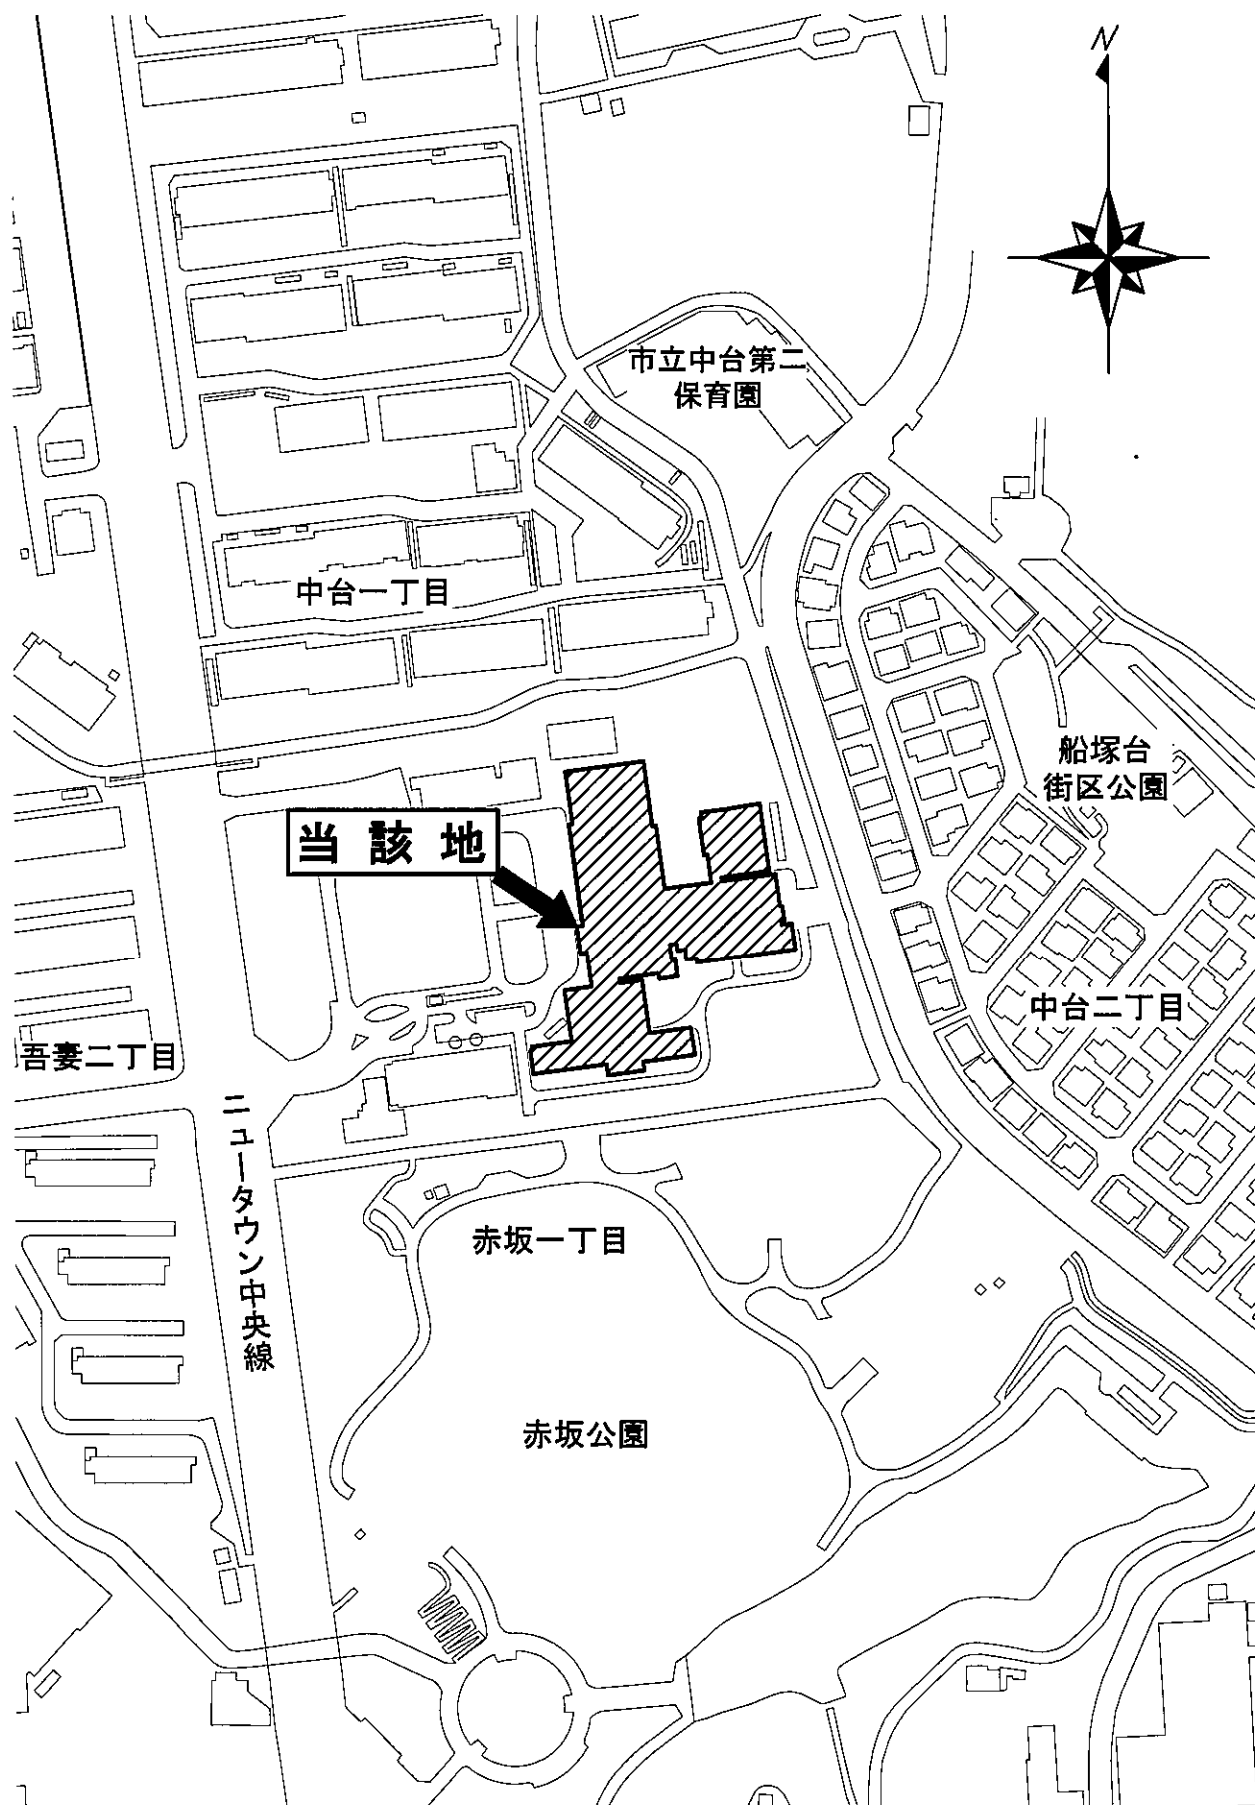 N
市立中台第二
保育園
中台一丁目
船塚台
街区公園
当該地
中台二丁目
吾妻二丁目
ニュータウン中央線
赤坂一丁目
赤坂公園